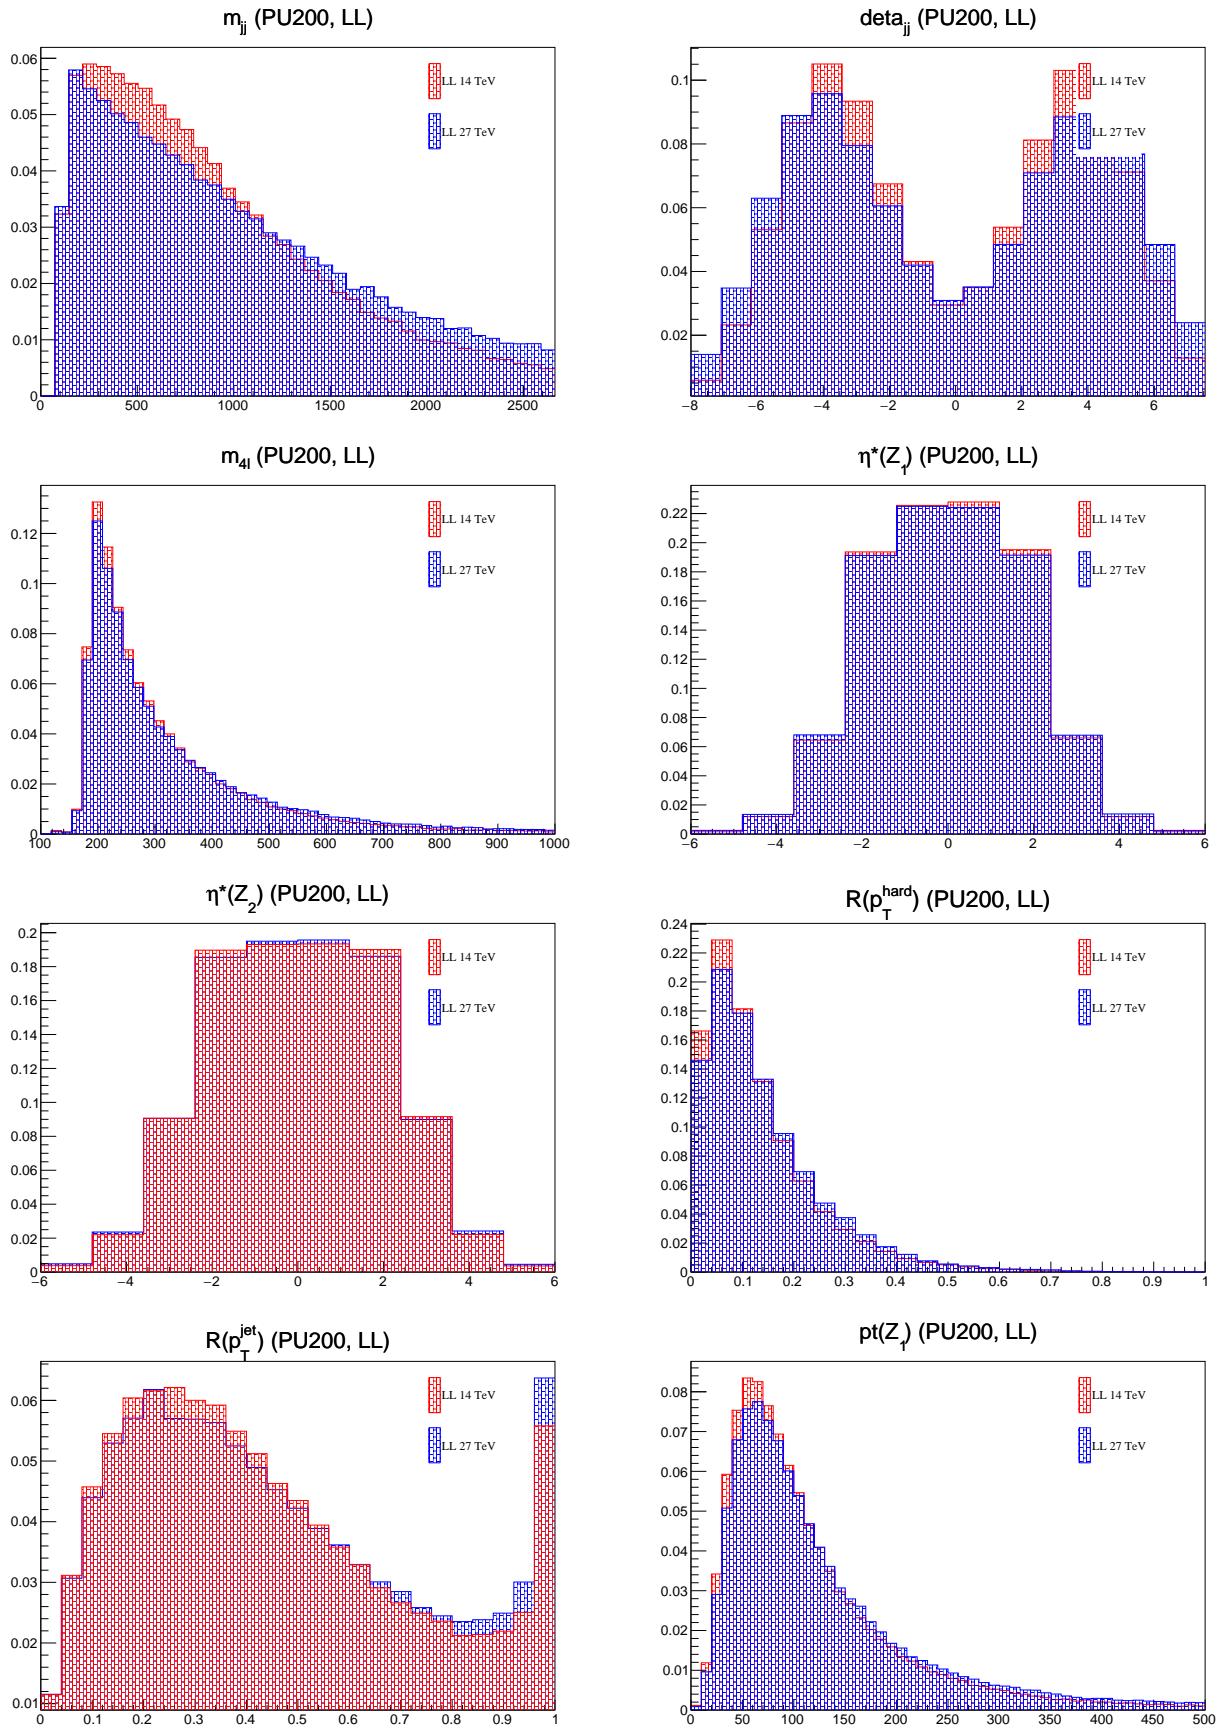 m_jj (PU200, LL)
LL 14 TeV
LL 27 TeV
0.06
0.05
0.04
0.03
0.02
0.01
0
0 500 1000 1500 2000 2500
deta_jj (PU200, LL)
LL 14 TeV
LL 27 TeV
0.1
0.08
0.06
0.04
0.02
−8 −6 −4 −2 0 2 4 6
m_4l (PU200, LL)
LL 14 TeV
LL 27 TeV
0.12
0.1
0.08
0.06
0.04
0.02
0
100 200 300 400 500 600 700 800 900 1000
η*(Z_1) (PU200, LL)
LL 14 TeV
LL 27 TeV
0.22
0.2
0.18
0.16
0.14
0.12
0.1
0.08
0.06
0.04
0.02
0
−6 −4 −2 0 2 4 6
η*(Z_2) (PU200, LL)
LL 14 TeV
LL 27 TeV
0.2
0.18
0.16
0.14
0.12
0.1
0.08
0.06
0.04
0.02
0
−6 −4 −2 0 2 4 6
R(p_T^hard) (PU200, LL)
LL 14 TeV
LL 27 TeV
0.24
0.22
0.2
0.18
0.16
0.14
0.12
0.1
0.08
0.06
0.04
0.02
0
0 0.1 0.2 0.3 0.4 0.5 0.6 0.7 0.8 0.9 1
R(p_T^jet) (PU200, LL)
LL 14 TeV
LL 27 TeV
0.06
0.05
0.04
0.03
0.02
0.01
0 0.1 0.2 0.3 0.4 0.5 0.6 0.7 0.8 0.9 1
pt(Z_1) (PU200, LL)
LL 14 TeV
LL 27 TeV
0.08
0.07
0.06
0.05
0.04
0.03
0.02
0.01
0
0 50 100 150 200 250 300 350 400 450 500